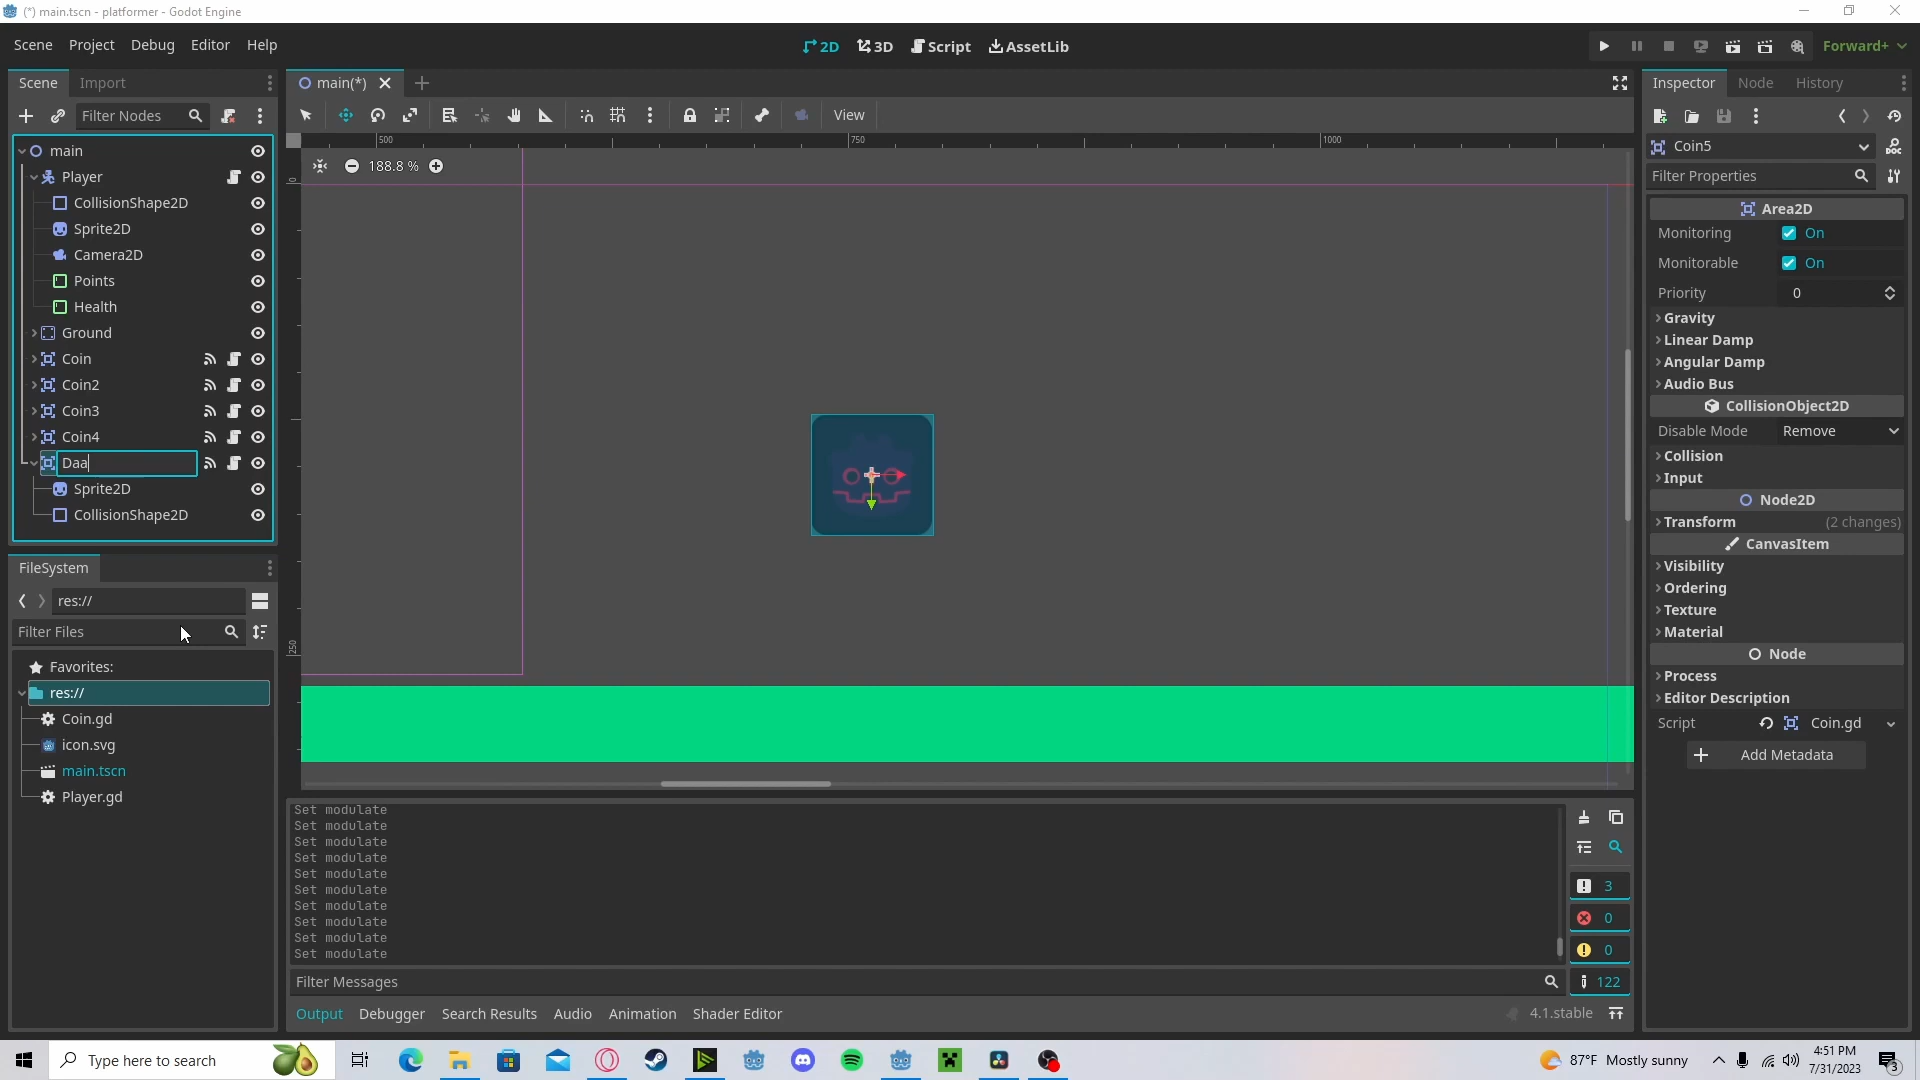 (*) main.tscn - platformer - Godot Engine
Scene Project Debug Editor Help
2D 3D Script AssetLib
Forward+
Scene Import
main(*)
Inspector Node History
Filter Nodes
View
500 750 1000
188.8 %
0
250
main
Player
CollisionShape2D
Sprite2D
Camera2D
Points
Health
Ground
Coin
Coin2
Coin3
Coin4
Daa
Sprite2D
CollisionShape2D
FileSystem
res://
Filter Files
Favorites:
res://
Coin.gd
icon.svg
main.tscn
Player.gd
Coin5
DOC
Filter Properties
Area2D
Monitoring On
Monitorable On
Priority 0
Gravity
Linear Damp
Angular Damp
Audio Bus
CollisionObject2D
Disable Mode Remove
Collision
Input
Node2D
Transform (2 changes)
CanvasItem
Visibility
Ordering
Texture
Material
Node
Process
Editor Description
Script Coin.gd
Add Metadata
Set modulate
Set modulate
Set modulate
Set modulate
Set modulate
Set modulate
Set modulate
Set modulate
Set modulate
Set modulate
3
0
0
122
Filter Messages
Output Debugger Search Results Audio Animation Shader Editor
4.1.stable
Type here to search
87°F Mostly sunny
4:51 PM
7/31/2023
3